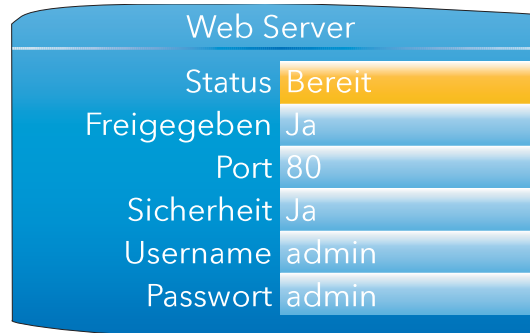 Web Server
Status Bereit
Freigegeben Ja
Port 80
Sicherheit Ja
Username admin
Passwort admin